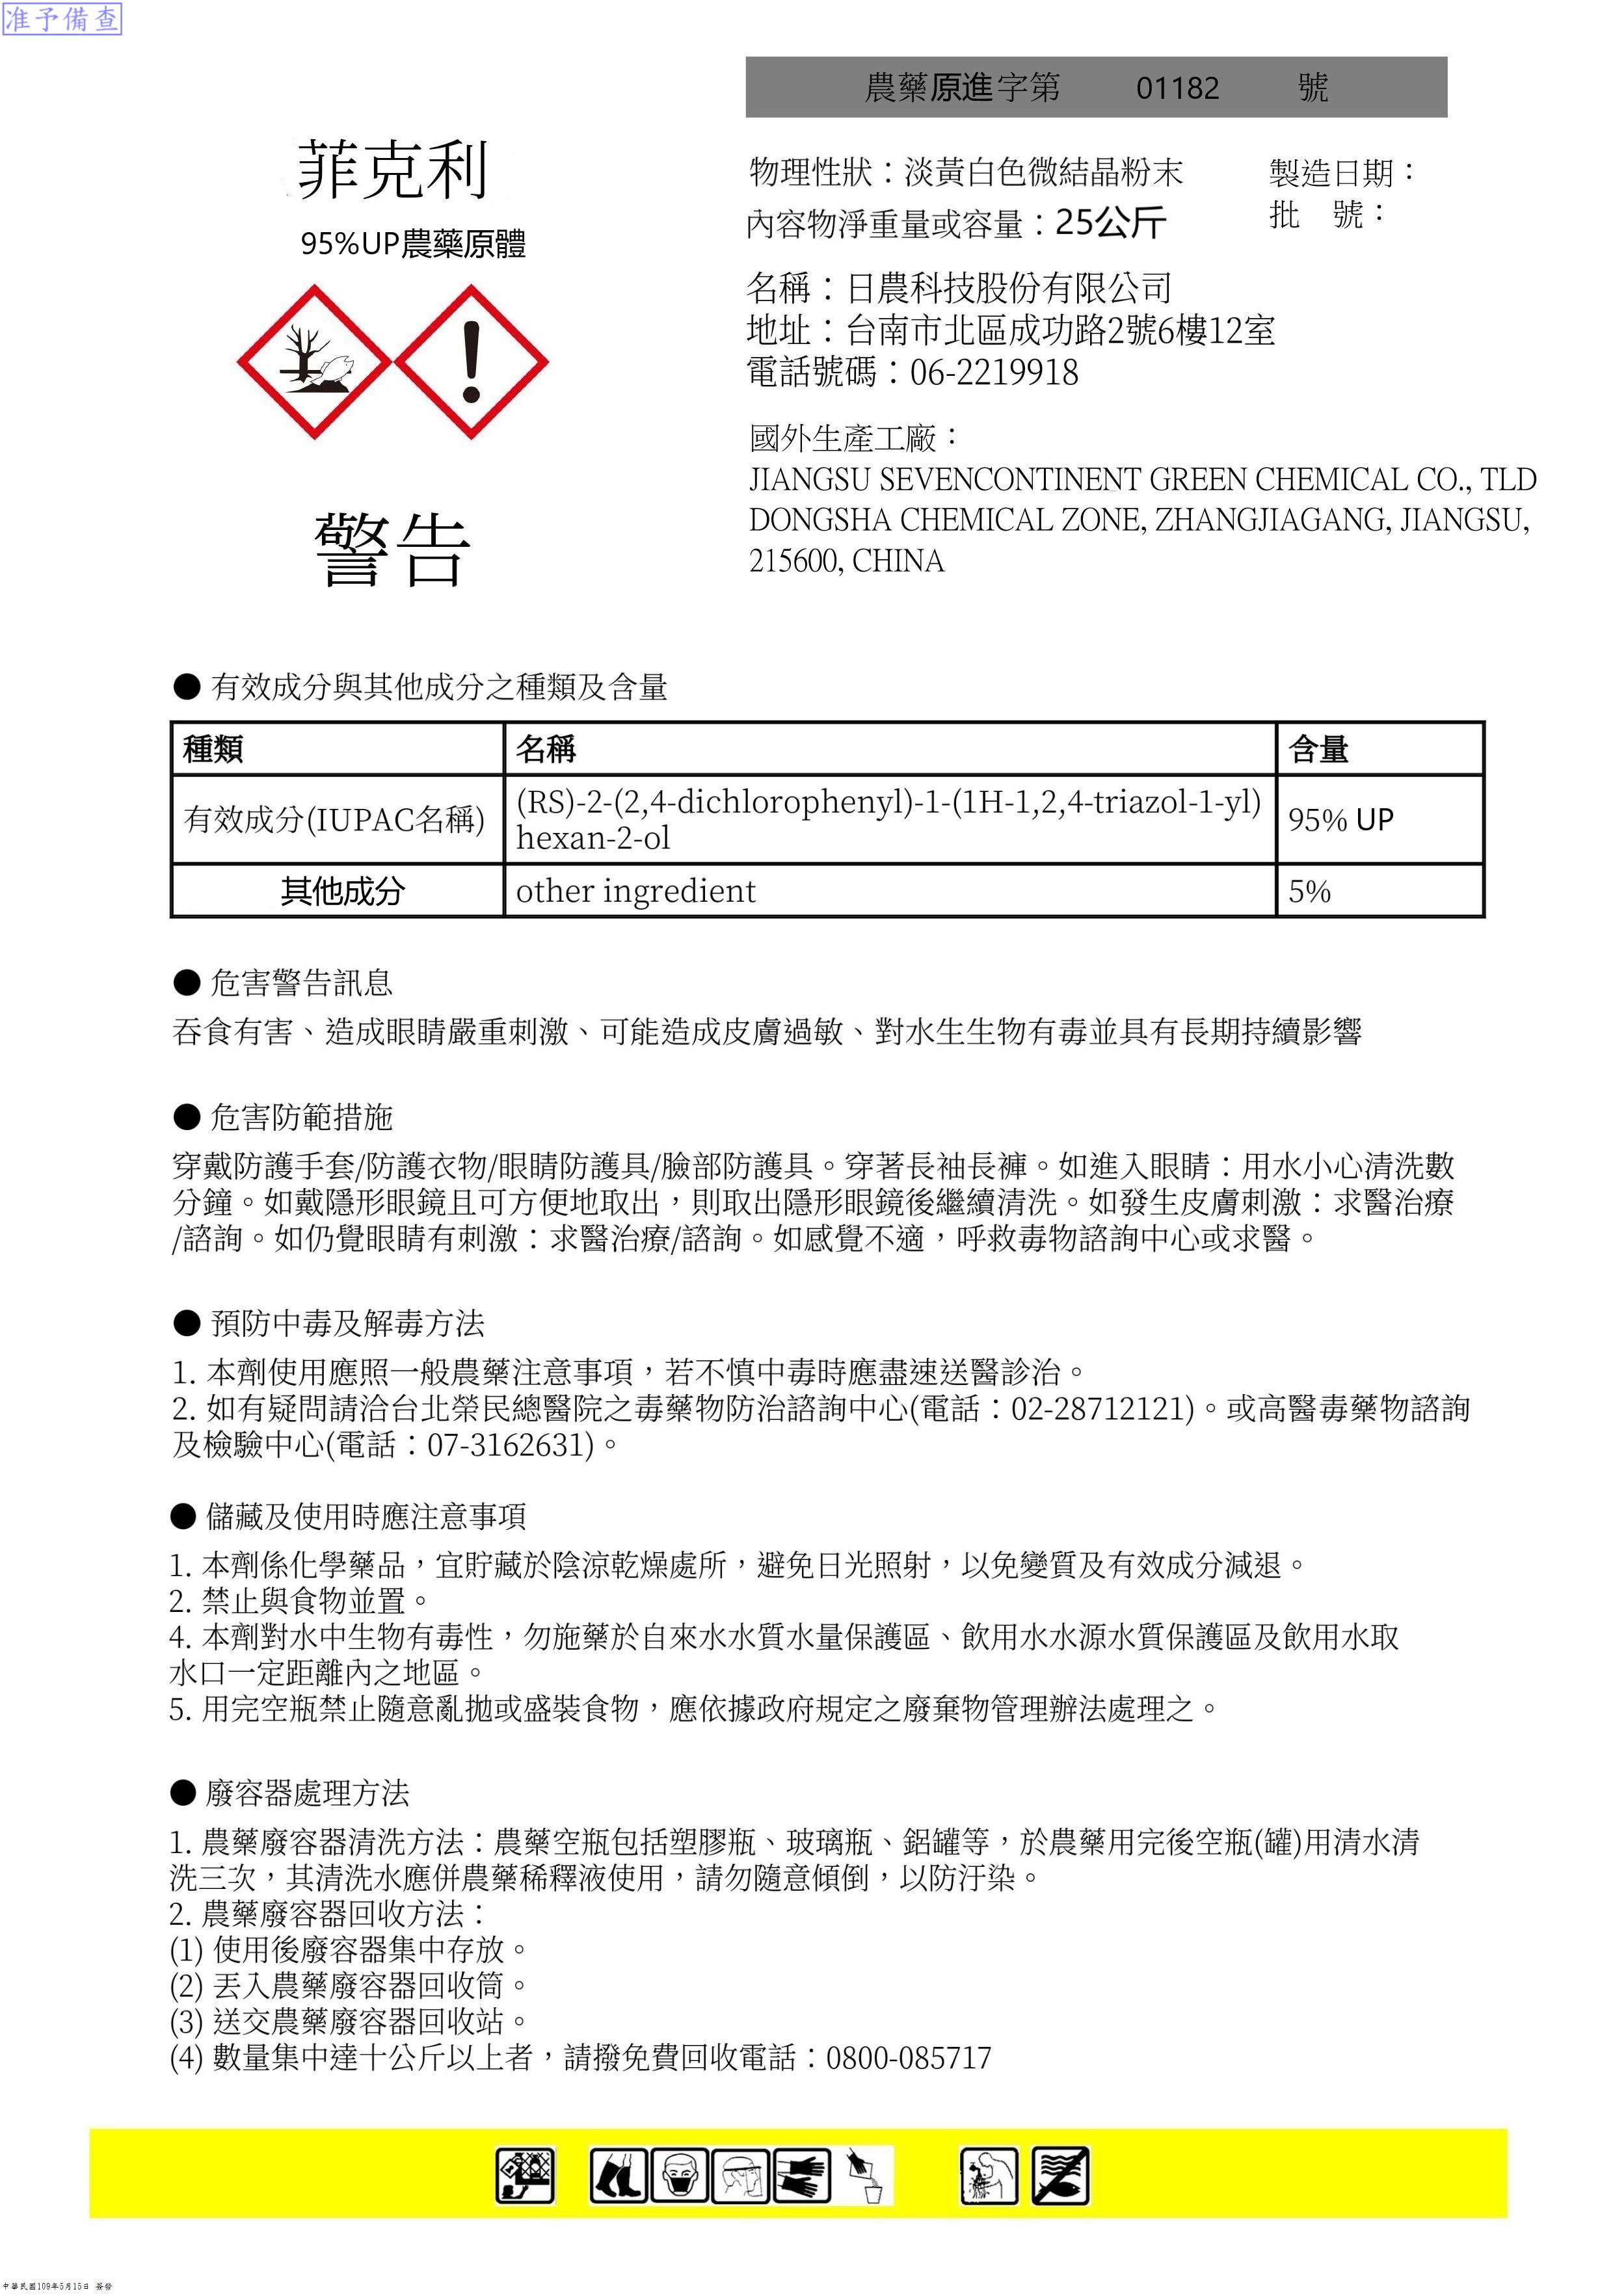 准予備查
農藥原進字第 01182 號
菲克利
95%UP農藥原體
警告
物理性狀：淡黃白色微結晶粉末
內容物淨重量或容量：25公斤
製造日期：
批 號：
名稱：日農科技股份有限公司
地址：台南市北區成功路2號6樓12室
電話號碼：06-2219918
國外生產工廠：
JIANGSU SEVENCONTINENT GREEN CHEMICAL CO., TLD
DONGSHA CHEMICAL ZONE, ZHANGJIAGANG, JIANGSU,
215600, CHINA
● 有效成分與其他成分之種類及含量
種類 名稱 含量
有效成分(IUPAC名稱) (RS)-2-(2,4-dichlorophenyl)-1-(1H-1,2,4-triazol-1-yl)
hexan-2-ol 95% UP
其他成分 other ingredient 5%
● 危害警告訊息
吞食有害、造成眼睛嚴重刺激、可能造成皮膚過敏、對水生生物有毒並具有長期持續影響
● 危害防範措施
穿戴防護手套/防護衣物/眼睛防護具/臉部防護具。穿著長袖長褲。如進入眼睛：用水小心清洗數
分鐘。如戴隱形眼鏡且可方便地取出，則取出隱形眼鏡後繼續清洗。如發生皮膚刺激：求醫治療
/諮詢。如仍覺眼睛有刺激：求醫治療/諮詢。如感覺不適，呼救毒物諮詢中心或求醫。
● 預防中毒及解毒方法
1. 本劑使用應照一般農藥注意事項，若不慎中毒時應盡速送醫診治。
2. 如有疑問請洽台北榮民總醫院之毒藥物防治諮詢中心(電話：02-28712121)。或高醫毒藥物諮詢
及檢驗中心(電話：07-3162631)。
● 儲藏及使用時應注意事項
1. 本劑係化學藥品，宜貯藏於陰涼乾燥處所，避免日光照射，以免變質及有效成分減退。
2. 禁止與食物並置。
4. 本劑對水中生物有毒性，勿施藥於自來水水質水量保護區、飲用水水源水質保護區及飲用水取
水口一定距離內之地區。
5. 用完空瓶禁止隨意亂拋或盛裝食物，應依據政府規定之廢棄物管理辦法處理之。
● 廢容器處理方法
1. 農藥廢容器清洗方法：農藥空瓶包括塑膠瓶、玻璃瓶、鋁罐等，於農藥用完後空瓶(罐)用清水清
洗三次，其清洗水應併農藥稀釋液使用，請勿隨意傾倒，以防汙染。
2. 農藥廢容器回收方法：
(1) 使用後廢容器集中存放。
(2) 丟入農藥廢容器回收筒。
(3) 送交農藥廢容器回收站。
(4) 數量集中達十公斤以上者，請撥免費回收電話：0800-085717
中華民國109年5月15日 簽發